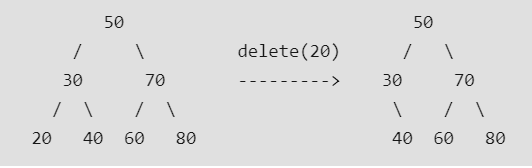 50                                 50
           /     \         delete(20)          /   \
          30      70       --------->        30     70
         /  \    /  \                          \   /  \
       20   40  60   80                        40 60   80